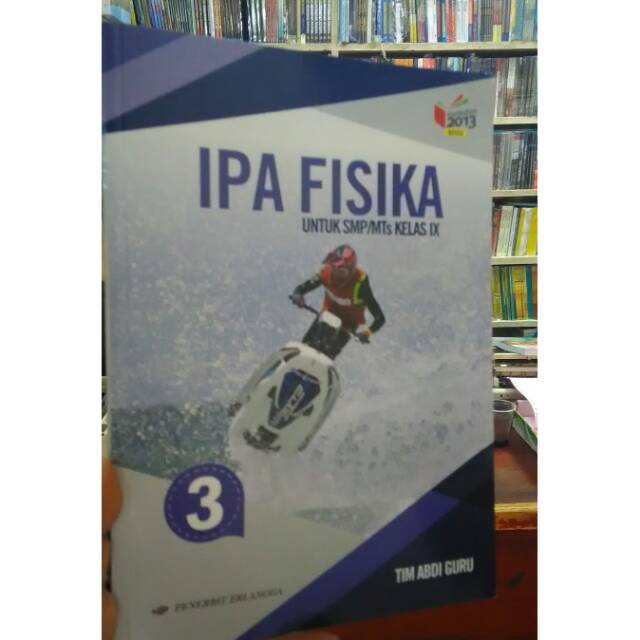 2013
IPA FISIKA
UNTUK SMP/MTs KELAS IX
3
TIM ABDI GURU
PENERBIT ERLANGGA